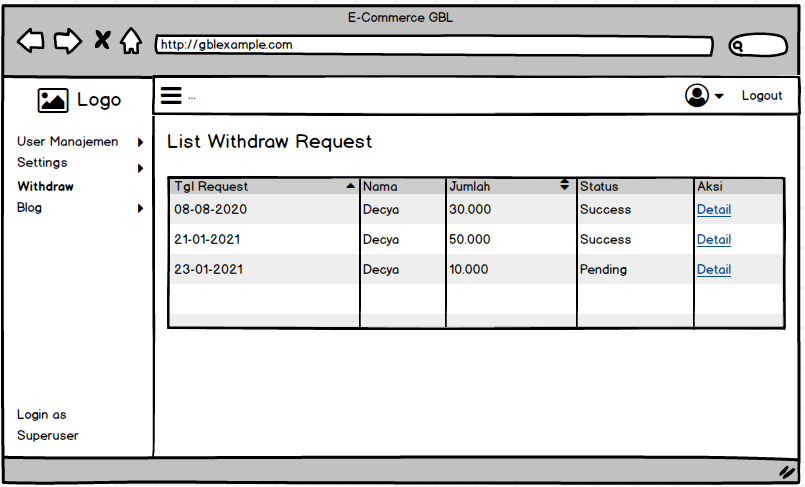 E-Commerce GBL
http://gblexample.com
Logo
...
Logout
User Manajemen
Settings
Withdraw
Blog
List Withdraw Request
Tgl Request Nama Jumlah Status Aksi
08-08-2020 Decya 30.000 Success Detail
21-01-2021 Decya 50.000 Success Detail
23-01-2021 Decya 10.000 Pending Detail
Login as
Superuser